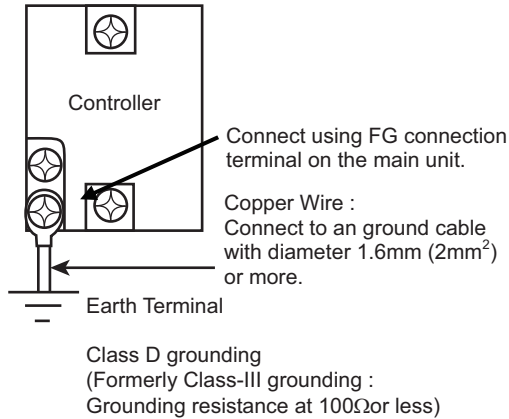 Controller
Connect using FG connection
terminal on the main unit.
Copper Wire :
Connect to an ground cable
with diameter 1.6mm (2mm²)
or more.
Earth Terminal
Class D grounding
(Formerly Class-III grounding :
Grounding resistance at 100Ωor less)